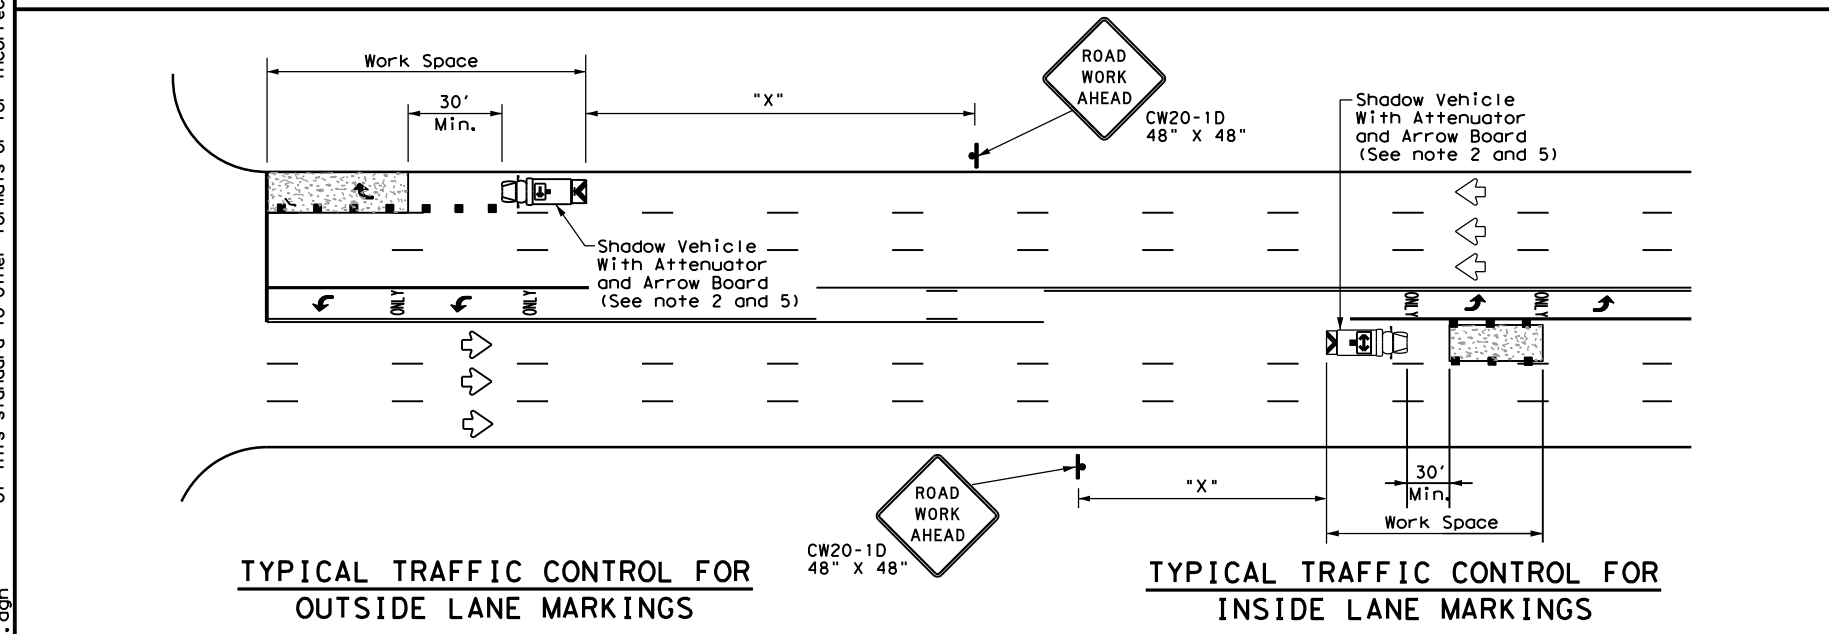 Work Space
30'
Min.
"X"
ROAD
WORK
AHEAD
CW20-1D
48" X 48"
Shadow Vehicle
With Attenuator
and Arrow Board
(See note 2 and 5)
Shadow Vehicle
With Attenuator
and Arrow Board
(See note 2 and 5)
ONLY
ONLY
ONLY
ONLY
ROAD
WORK
AHEAD
CW20-1D
48" X 48"
"X"
30'
Min.
Work Space
TYPICAL TRAFFIC CONTROL FOR
OUTSIDE LANE MARKINGS
TYPICAL TRAFFIC CONTROL FOR
INSIDE LANE MARKINGS
.dgn